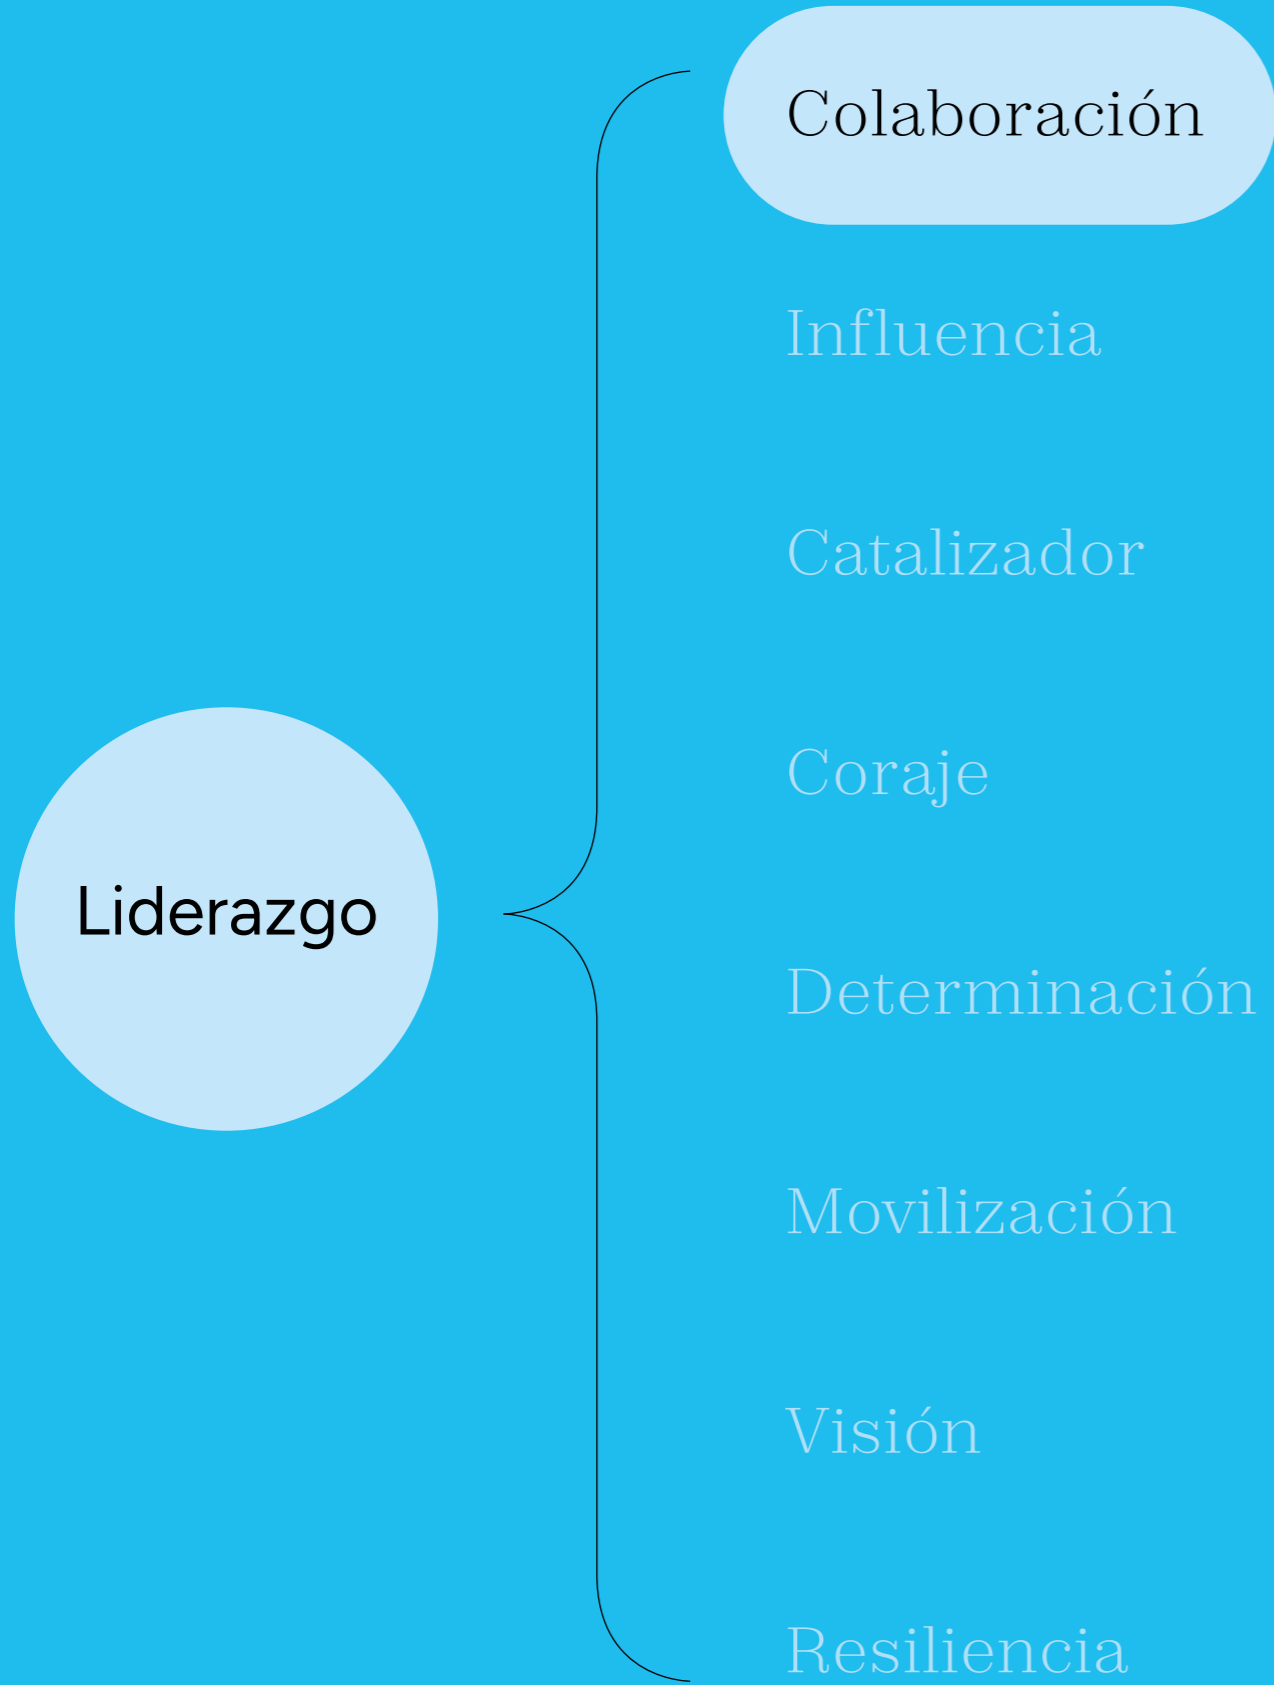 Liderazgo
Colaboración
Influencia
Catalizador
Coraje
Determinación
Movilización
Visión
Resiliencia